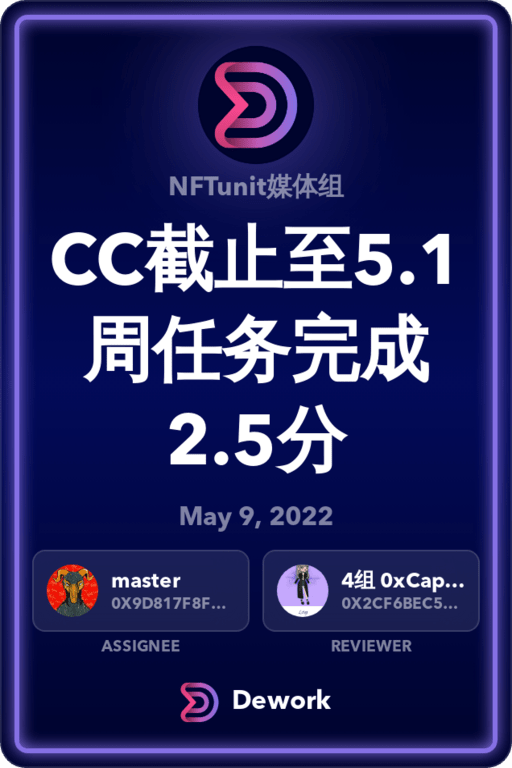 NFTunit媒体组
CC截止至5.1
周任务完成
2.5分
May 9, 2022
master
0X9D817F8F...
ASSIGNEE
4组 0xCap...
0X2CF6BEC5...
REVIEWER
Dework